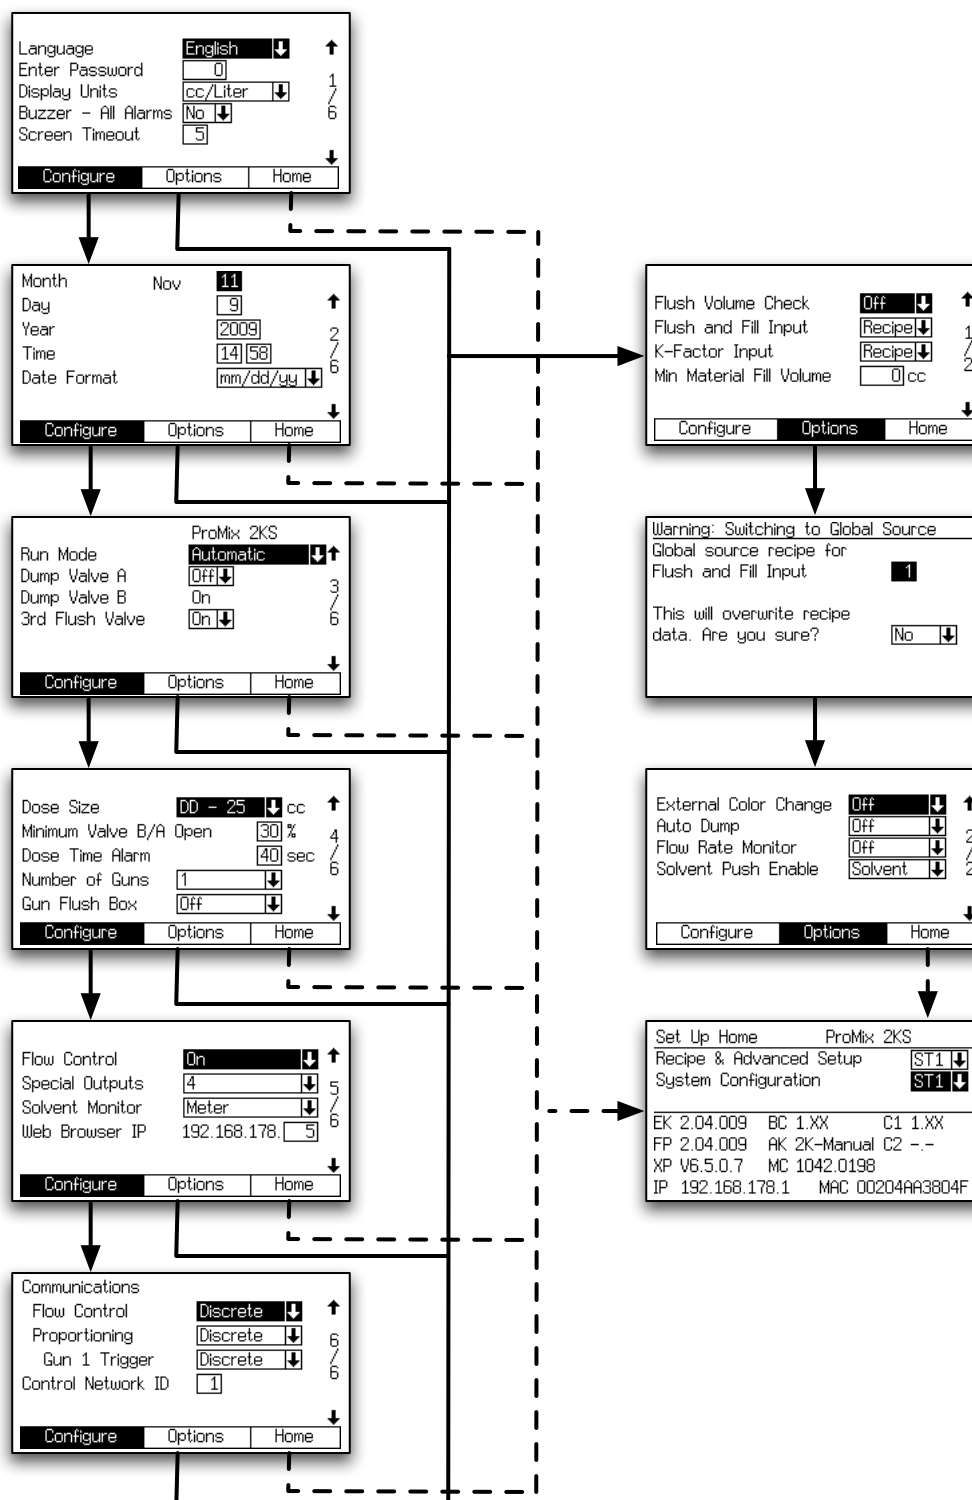 Language English
Enter Password 0
Display Units cc/Liter
Buzzer - All Alarms No
Screen Timeout 5
1/6
Configure Options Home
Month Nov 11
Day 9
Year 2009
Time 14 58
Date Format mm/dd/yy
2/6
Configure Options Home
ProMix 2KS
Run Mode Automatic
Dump Valve A Off
Dump Valve B On
3rd Flush Valve On
3/6
Configure Options Home
Dose Size DD - 25 cc
Minimum Valve B/A Open 30 %
Dose Time Alarm 40 sec
Number of Guns 1
Gun Flush Box Off
4/6
Configure Options Home
Flow Control On
Special Outputs 4
Solvent Monitor Meter
Web Browser IP 192.168.178. 5
5/6
Configure Options Home
Communications
Flow Control Discrete
Proportioning Discrete
Gun 1 Trigger Discrete
Control Network ID 1
6/6
Configure Options Home
Flush Volume Check Off
Flush and Fill Input Recipe
K-Factor Input Recipe
Min Material Fill Volume 0 cc
1/2
Configure Options Home
Warning: Switching to Global Source
Global source recipe for
Flush and Fill Input 1
This will overwrite recipe
data. Are you sure? No
External Color Change Off
Auto Dump Off
Flow Rate Monitor Off
Solvent Push Enable Solvent
2/2
Configure Options Home
Set Up Home ProMix 2KS
Recipe & Advanced Setup ST1
System Configuration ST1
EK 2.04.009 BC 1.XX C1 1.XX
FP 2.04.009 AK 2K-Manual C2 -.-
XP V6.5.0.7 MC 1042.0198
IP 192.168.178.1 MAC 00204AA3804F